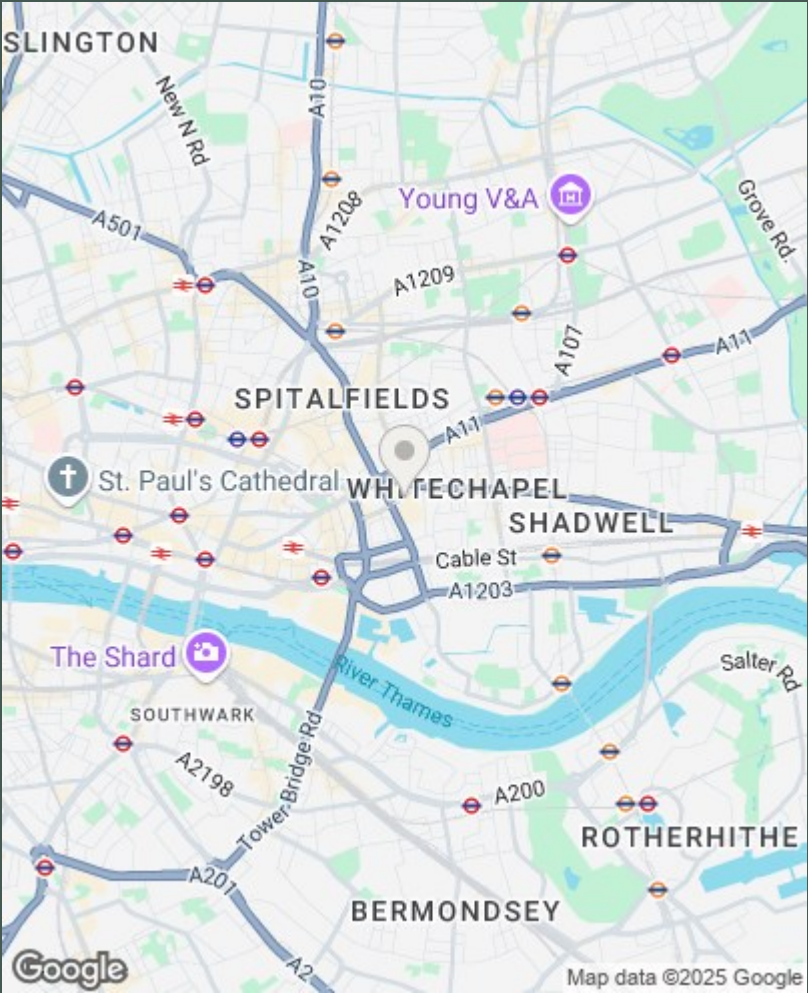 SLINGTON
New N Rd
A10
A1208
Young V&A
Grove Rd.
A501
A10
A1209
A107
A11
SPITALFIELDS
A11
St. Paul's Cathedral
WHITECHAPEL
SHADWELL
Cable St
A1203
The Shard
River Thames
Salter Rd
SOUTHWARK
A2198
Tower Bridge Rd
A200
ROTHERHITHE
A201
BERMONDSEY
A2
Google
Map data ©2025 Google